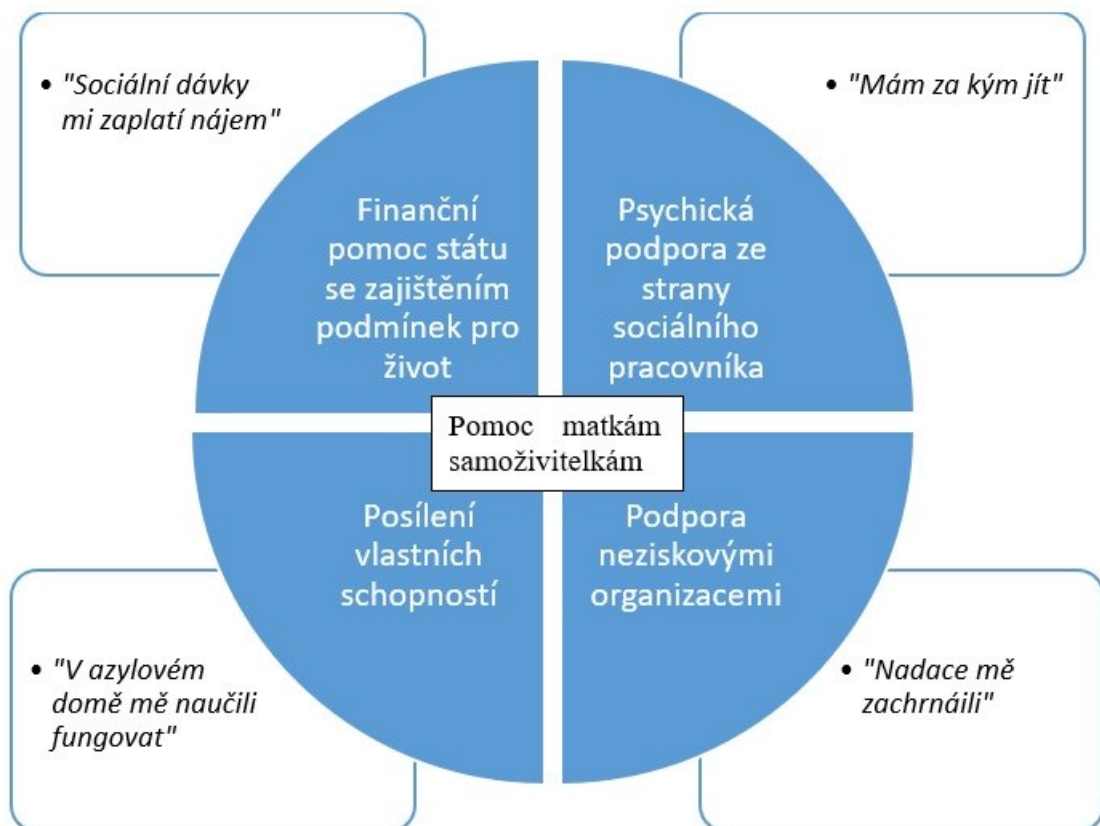 • "Sociální dávky
mi zaplatí nájem"
• "Mám za kým jít"
Finanční
pomoc státu
se zajištěním
podmínek pro
život
Psychická
podpora ze
strany
sociálního
pracovníka
Pomoc matkám
samoživitelkám
Posílení
vlastních
schopností
Podpora
neziskovými
organizacemi
• "V azylovém
domě mě naučili
fungovat"
• "Nadace mě
zachrnáili"